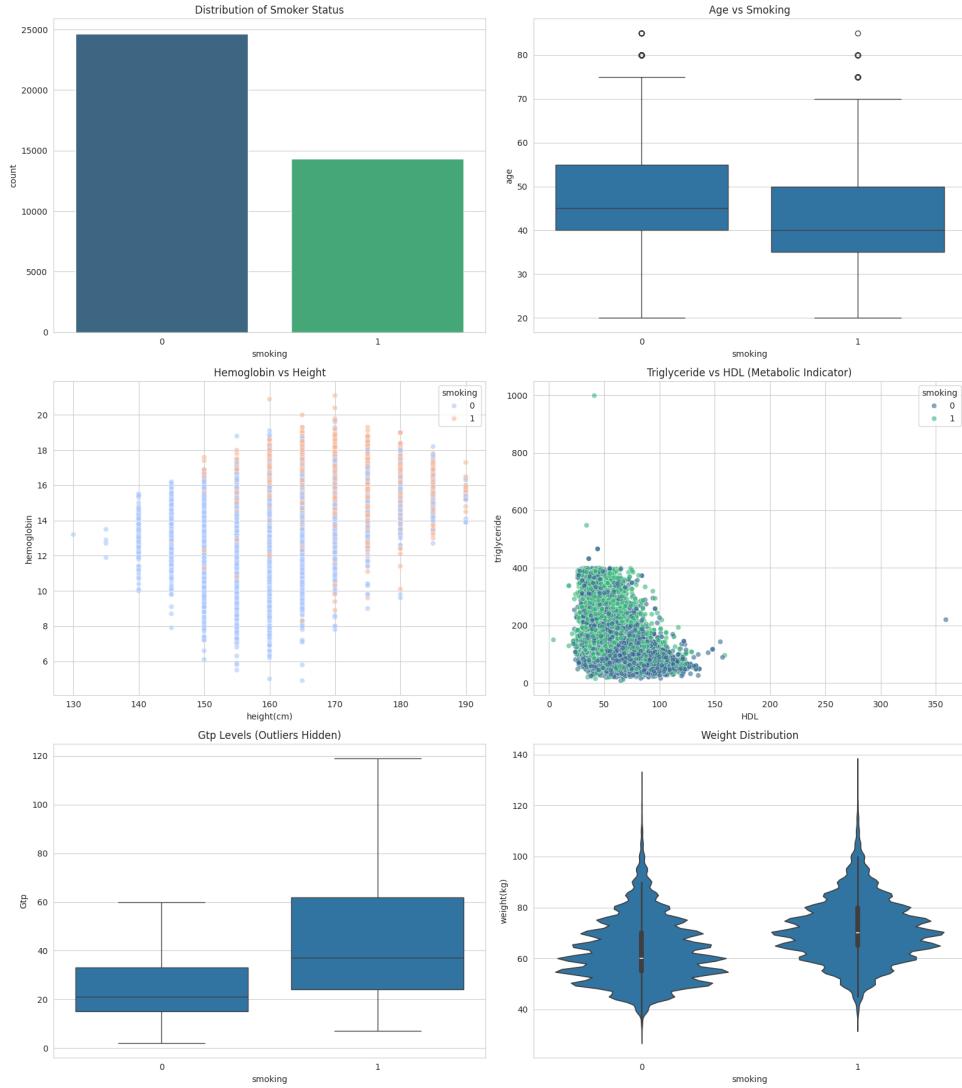 Distribution of Smoker Status
25000
20000
15000
10000
5000
0
count
0 1
smoking
Age vs Smoking
80
70
60
50
40
30
20
age
0 1
smoking
Hemoglobin vs Height
smoking
0
1
20
18
16
14
12
10
8
6
hemoglobin
130 140 150 160 170 180 190
height(cm)
Triglyceride vs HDL (Metabolic Indicator)
smoking
0
1
1000
800
600
400
200
0
triglyceride
0 50 100 150 200 250 300 350
HDL
Gtp Levels (Outliers Hidden)
120
100
80
60
40
20
0
Gtp
0 1
smoking
Weight Distribution
140
120
100
80
60
40
weight(kg)
0 1
smoking